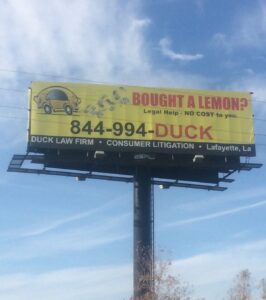 BOUGHT A LEMON?
Legal Help - NO COST to you.
844-994-DUCK
DUCK LAW FIRM • CONSUMER LITIGATION • Lafayette, La